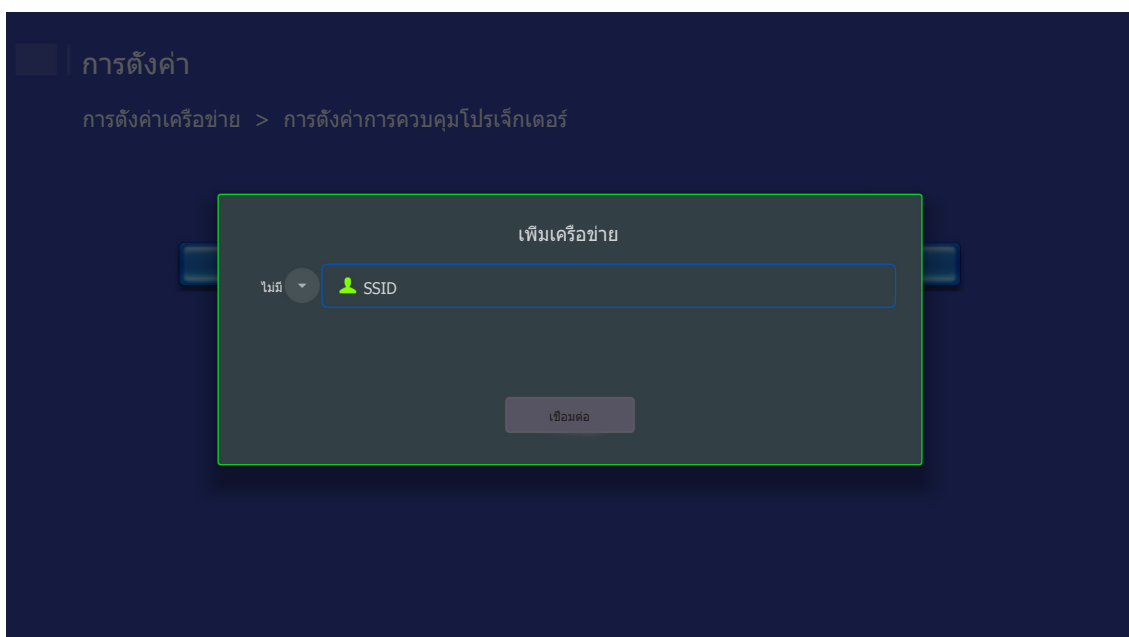 การตั้งค่า
การตั้งค่าเครือข่าย > การตั้งค่าการควบคุมโปรเจ็กเตอร์
เพิ่มเครือข่าย
ไม่มี SSID
เชื่อมต่อ